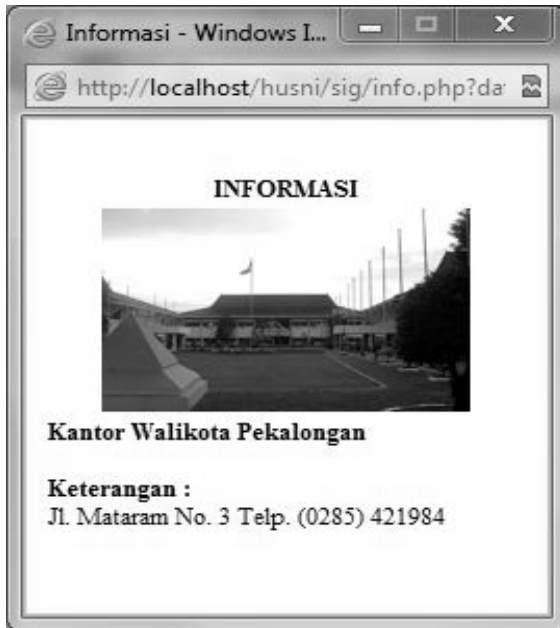 Informasi - Windows I...
http://localhost/husni/sig/info.php?da
INFORMASI
Kantor Walikota Pekalongan
Keterangan :
Jl. Mataram No. 3 Telp. (0285) 421984